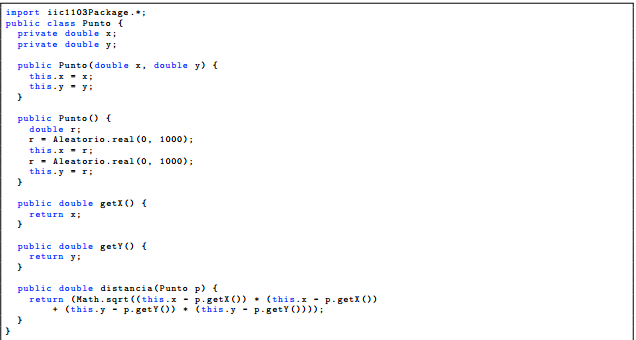 import iic1103Package.*;
public class Punto {
  private double x;
  private double y;

  public Punto(double x, double y) {
    this.x = x;
    this.y = y;
  }

  public Punto() {
    double r;
    r = Aleatorio.real(0, 1000);
    this.x = r;
    r = Aleatorio.real(0, 1000);
    this.y = r;
  }

  public double getX() {
    return x;
  }

  public double getY() {
    return y;
  }

  public double distancia(Punto p) {
    return (Math.sqrt((this.x - p.getX()) * (this.x - p.getX())
        + (this.y - p.getY()) * (this.y - p.getY())));
  }
}